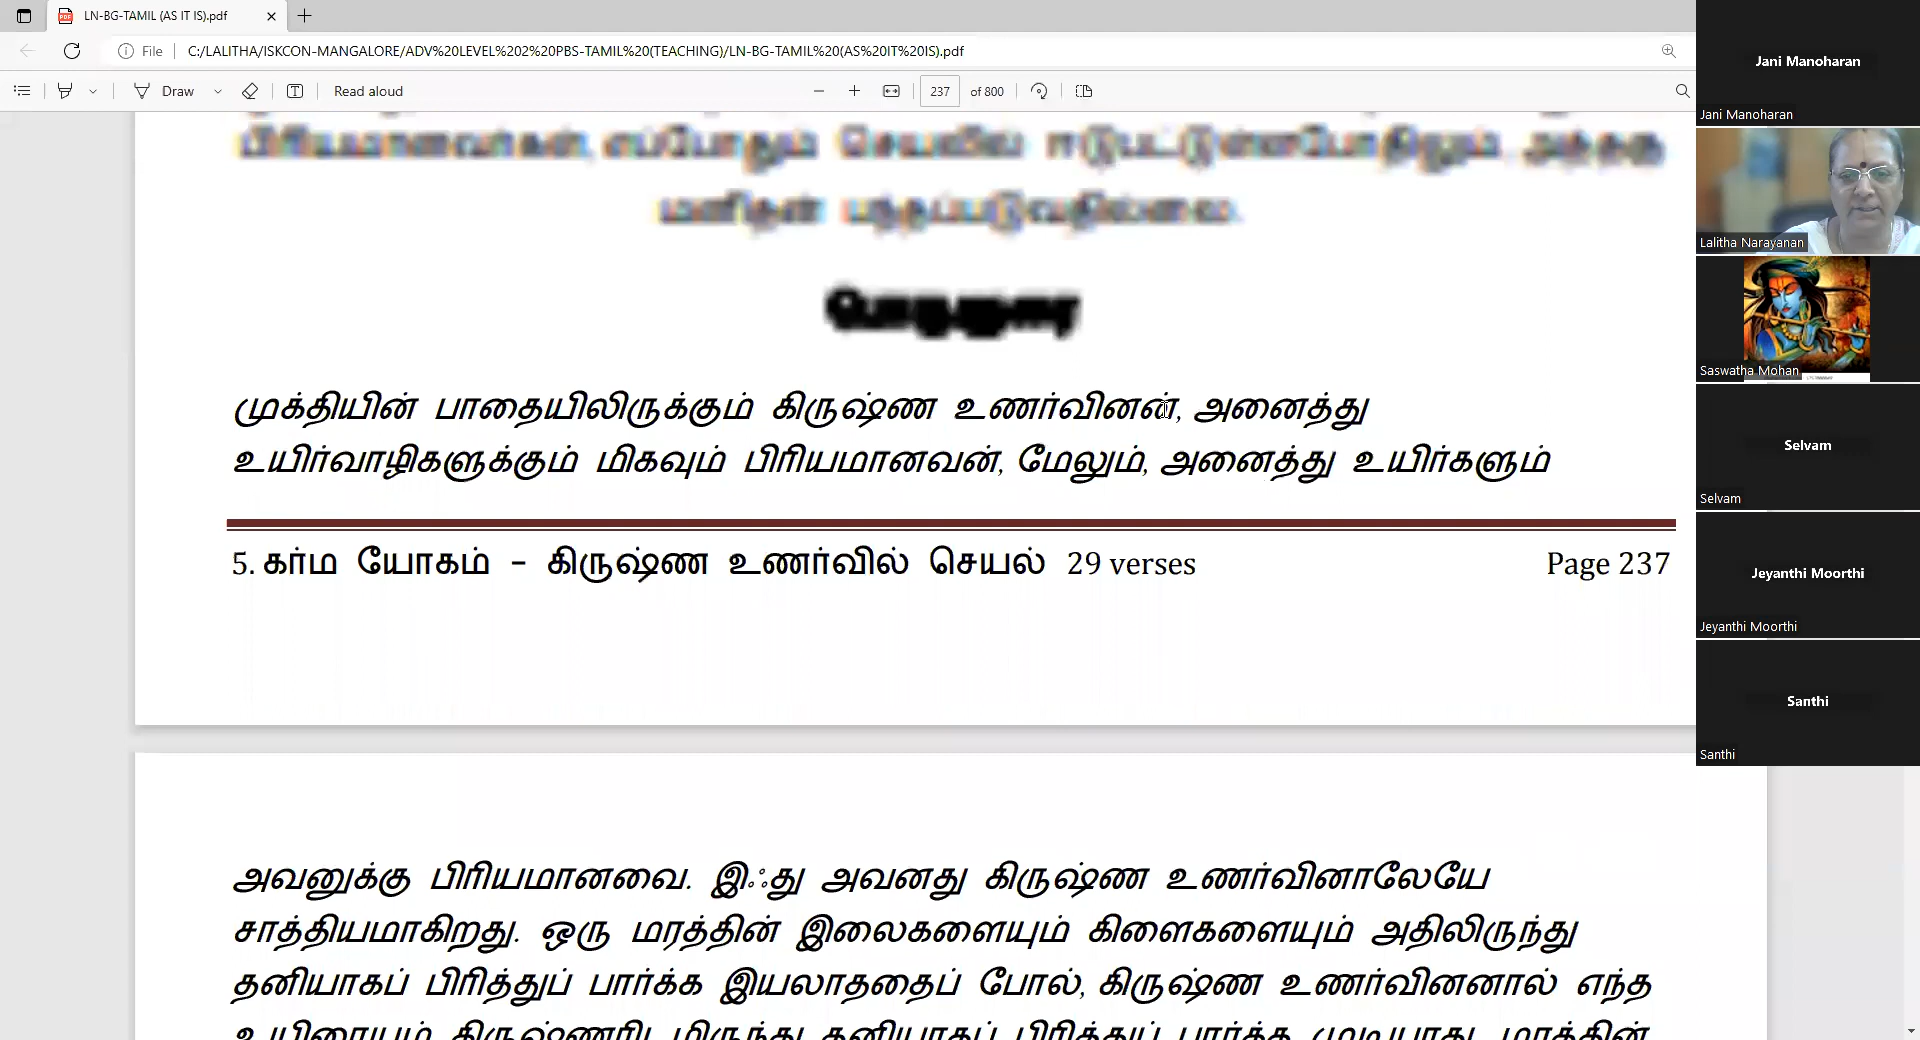 LN-BG-TAMIL (AS IT IS).pdf
File C:/LALITHA/ISKCON-MANGALORE/ADV%20LEVEL%202%20PBS-TAMIL%20(TEACHING)/LN-BG-TAMIL%20(AS%20IT%20IS).pdf
Draw Read aloud 237 of 800
பொருளுரை
முக்தியின் பாதையிலிருக்கும் கிருஷ்ண உணர்வினன், அனைத்து
உயிர்வாழிகளுக்கும் மிகவும் பிரியமானவன், மேலும், அனைத்து உயிர்களும்
5. கர்ம யோகம் - கிருஷ்ண உணர்வில் செயல் 29 verses Page 237
அவனுக்கு பிரியமானவை. இஃது அவனது கிருஷ்ண உணர்வினாலேயே
சாத்தியமாகிறது. ஒரு மரத்தின் இலைகளையும் கிளைகளையும் அதிலிருந்து
தனியாகப் பிரித்துப் பார்க்க இயலாததைப் போல், கிருஷ்ண உணர்வினனால் எந்த
Jani Manoharan
Jani Manoharan
Lalitha Narayanan
Saswatha Mohan
Selvam
Selvam
Jeyanthi Moorthi
Jeyanthi Moorthi
Santhi
Santhi